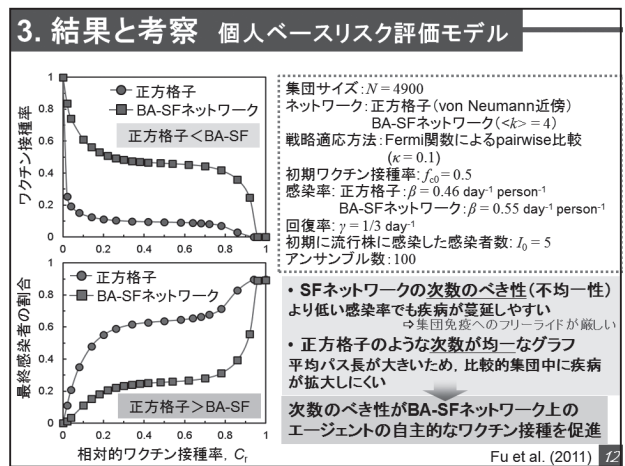 3. 結果と考察 個人ベースリスク評価モデル
ワクチン接種率
1
0.8
0.6
0.4
0.2
0
正方格子
BA-SFネットワーク
正方格子<BA-SF
0 0.2 0.4 0.6 0.8 1
最終感染者の割合
1
0.8
0.6
0.4
0.2
0
正方格子
BA-SFネットワーク
正方格子>BA-SF
0 0.2 0.4 0.6 0.8 1
相対的ワクチン接種率, Cr
集団サイズ:N = 4900
ネットワーク:正方格子(von Neumann近傍)
BA-SFネットワーク(<k> = 4)
戦略適応方法:Fermi関数によるpairwise比較
(κ = 0.1)
初期ワクチン接種率:fc0 = 0.5
感染率: 正方格子:β = 0.46 day-1 person-1
BA-SFネットワーク:β = 0.55 day-1 person-1
回復率:γ = 1/3 day-1
初期に流行株に感染した感染者数: I0 = 5
アンサンブル数:100
・SFネットワークの次数のべき性(不均一性)
より低い感染率でも疾病が蔓延しやすい
⇒集団免疫へのフリーライドが厳しい
・正方格子のような次数が均一なグラフ
平均パス長が大きいため, 比較的集団中に疾病
が拡大しにくい
次数のべき性がBA-SFネットワーク上の
エージェントの自主的なワクチン接種を促進
Fu et al. (2011) 12